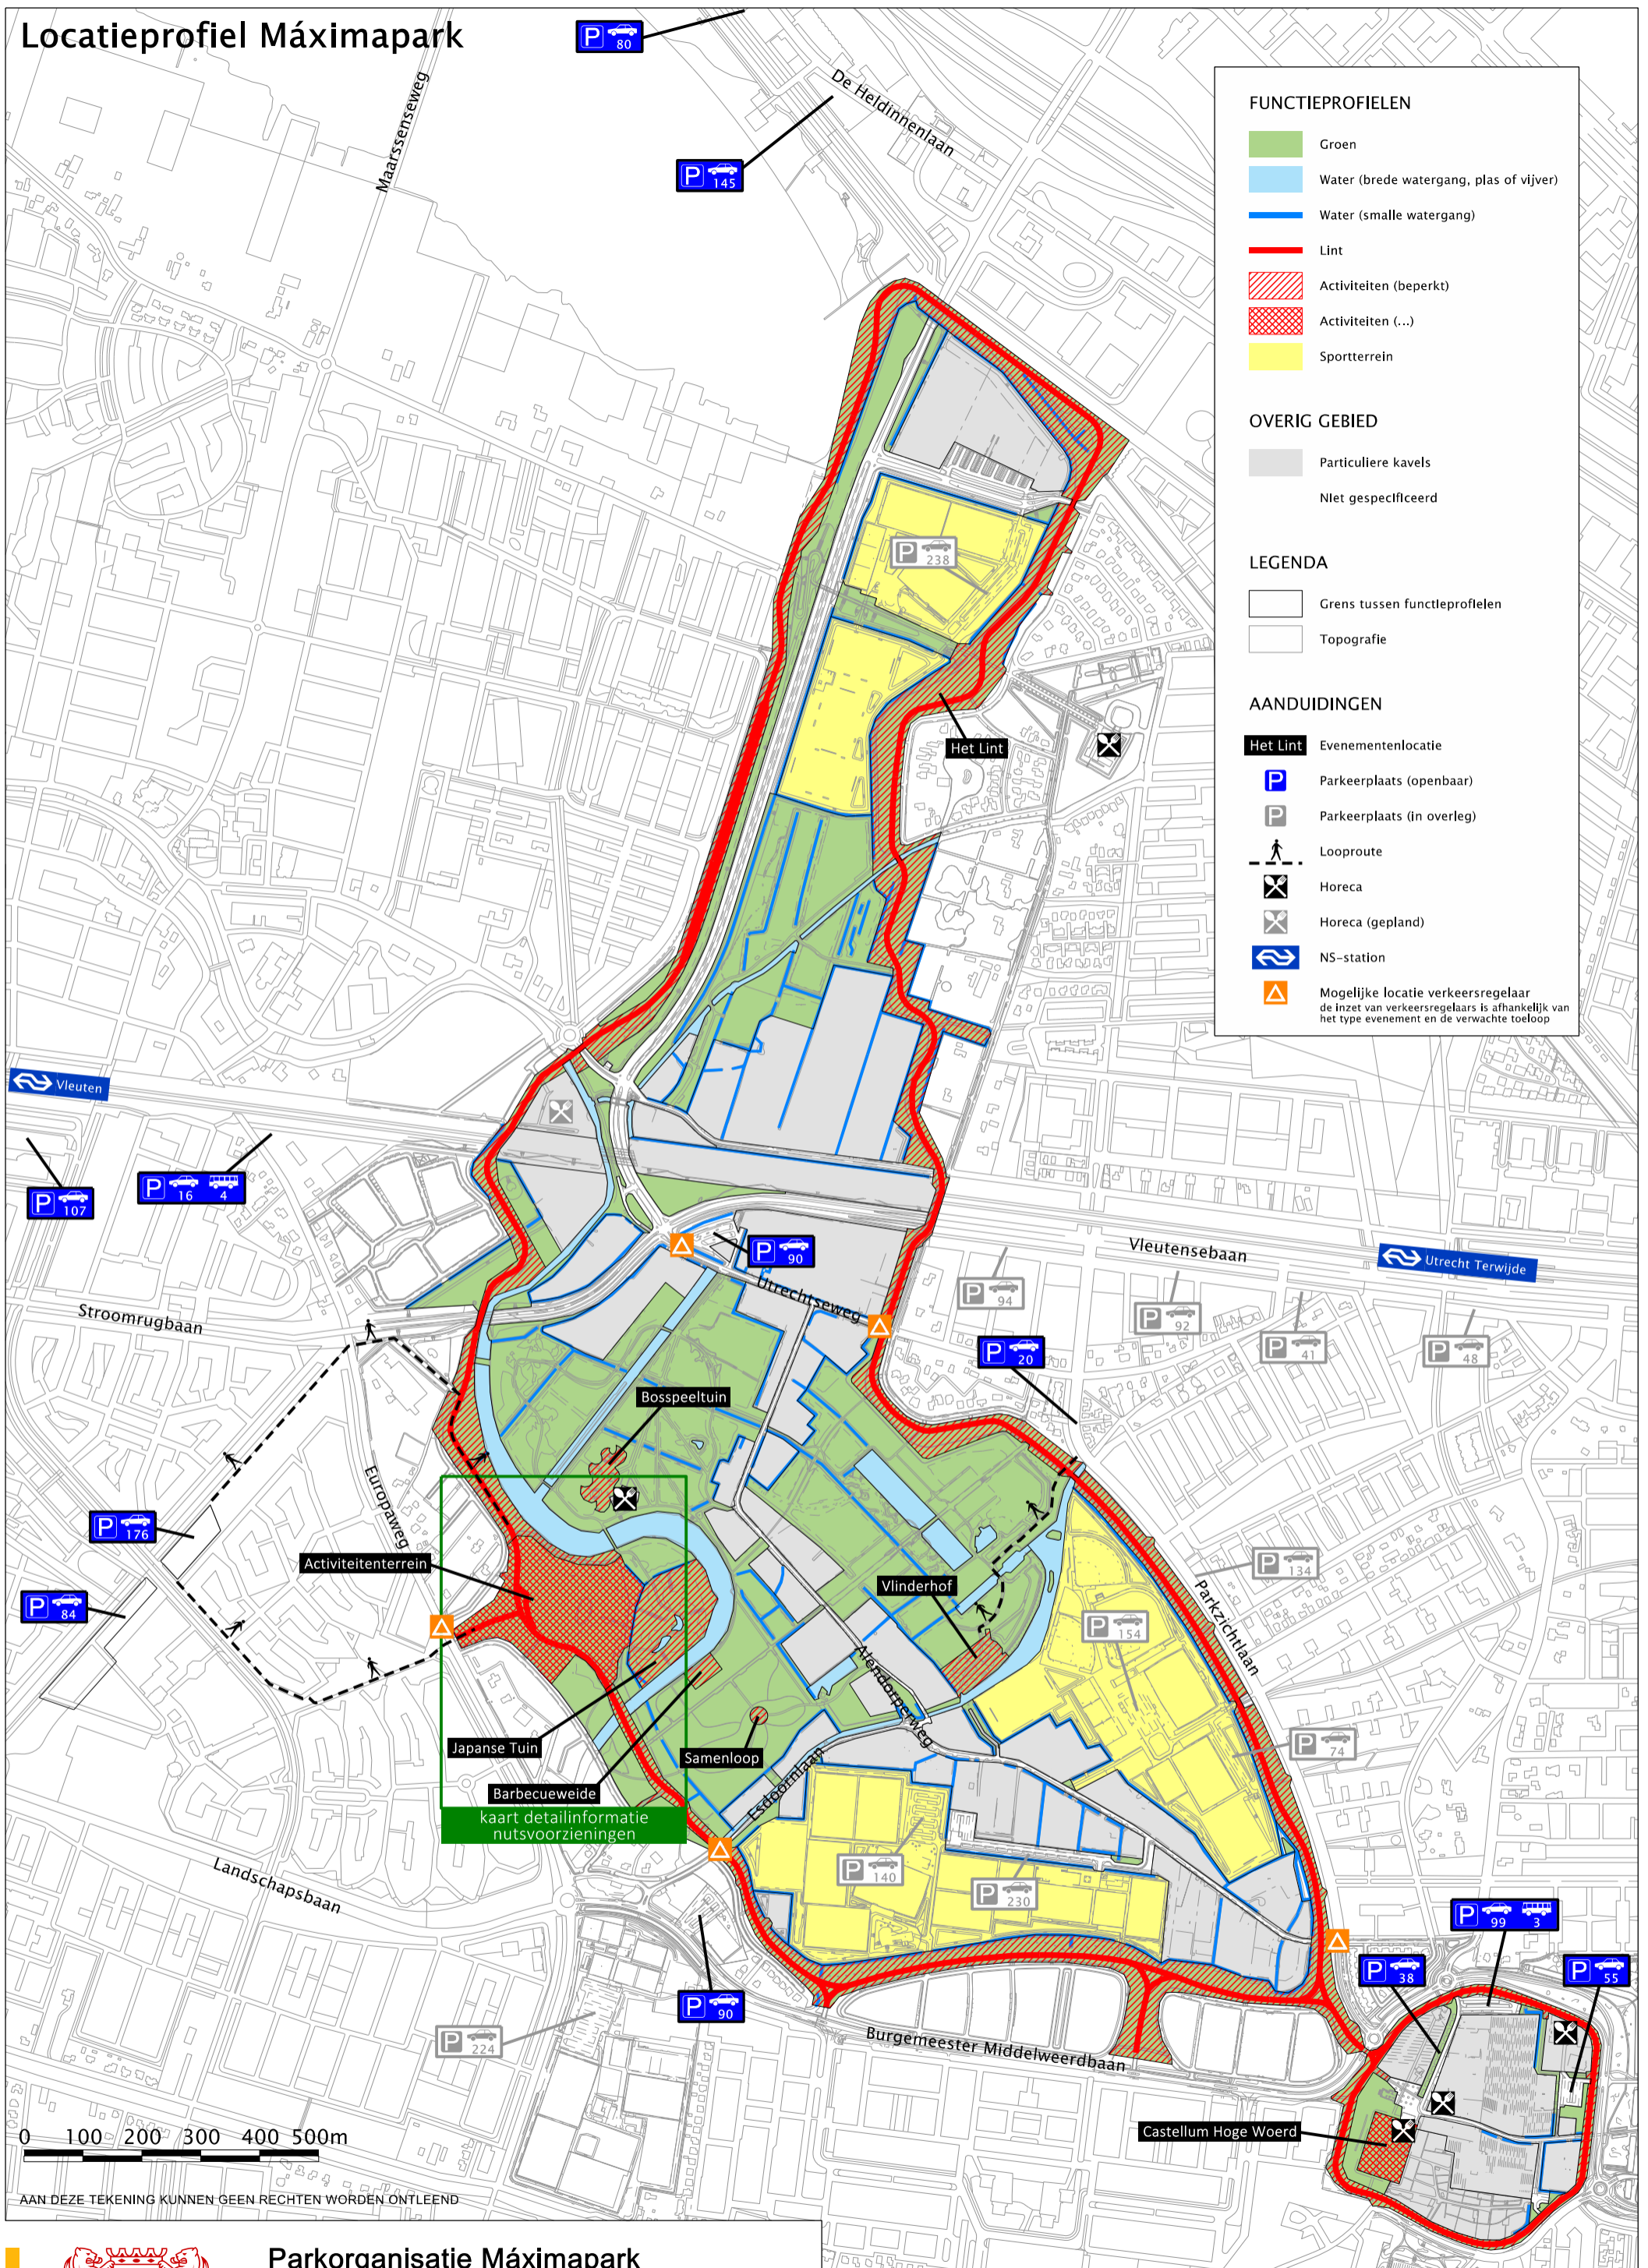 Locatieprofiel Máximapark
P 80
De Heldinnenlaan
Maarssenseweg
P 145
FUNCTIEPROFIELEN
Groen
Water (brede watergang, plas of vijver)
Water (smalle watergang)
Lint
Activiteiten (beperkt)
Activiteiten (...)
Sportterrein
OVERIG GEBIED
Particuliere kavels
Niet gespecificeerd
LEGENDA
Grens tussen functieprofielen
Topografie
AANDUIDINGEN
Het Lint Evenementenlocatie
P Parkeerplaats (openbaar)
P Parkeerplaats (in overleg)
Looproute
Horeca
Horeca (gepland)
NS-station
Mogelijke locatie verkeersregelaar
de inzet van verkeersregelaars is afhankelijk van
het type evenement en de verwachte toeloop
P 238
Het Lint
Vleuten
P 107
P 16 4
P 90
Vleutensebaan
Utrecht Terwijde
Utrechtseweg
Stroomrugbaan
P 94
P 92
P 41
P 48
P 20
Bosspeeltuin
Europaweg
P 176
Activiteitenterrein
P 84
Vlinderhof
P 134
P 154
Parkzichtlaan
Alendorperweg
P 74
Japanse Tuin
Samenloop
Barbecueweide
Esdoornlaan
kaart detailinformatie
nutsvoorzieningen
P 140
P 230
Landschapsbaan
P 99 3
P 38
P 55
P 90
P 224
Burgemeester Middelweerdbaan
Castellum Hoge Woerd
0 100 200 300 400 500m
AAN DEZE TEKENING KUNNEN GEEN RECHTEN WORDEN ONTLEEND
Parkorganisatie Máximapark